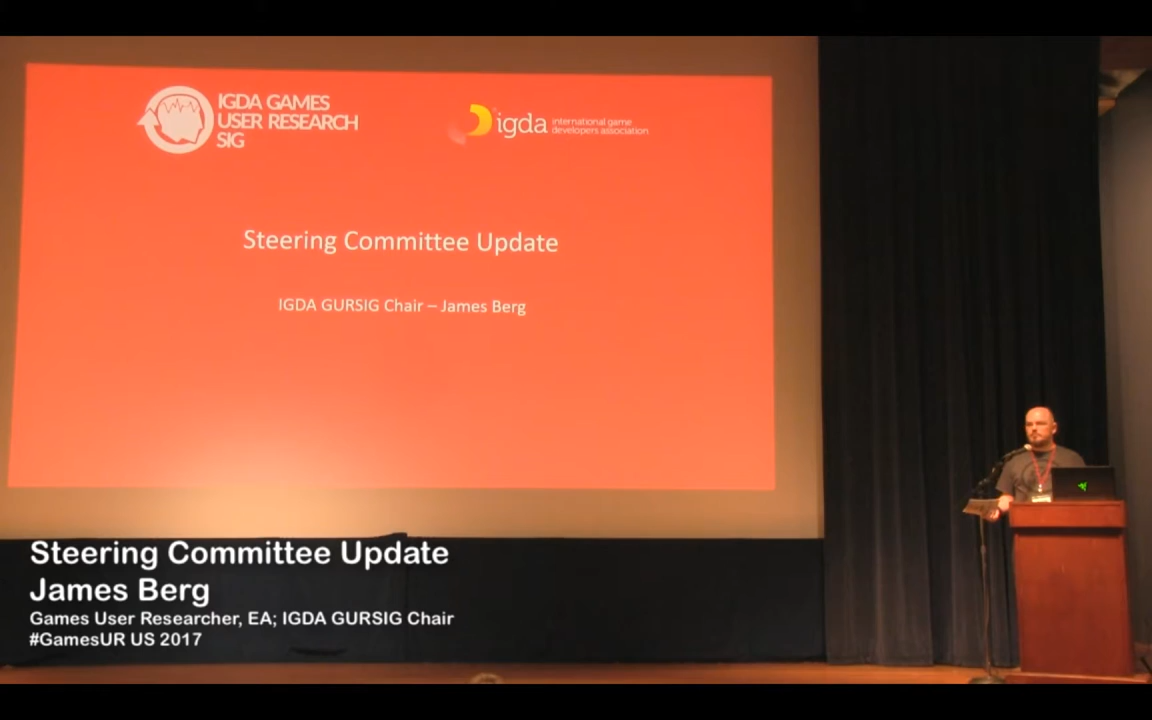 IGDA GAMES
USER RESEARCH
SIG
igda international game
developers association
Steering Committee Update
IGDA GURSIG Chair – James Berg
Steering Committee Update
James Berg
Games User Researcher, EA; IGDA GURSIG Chair
#GamesUR US 2017